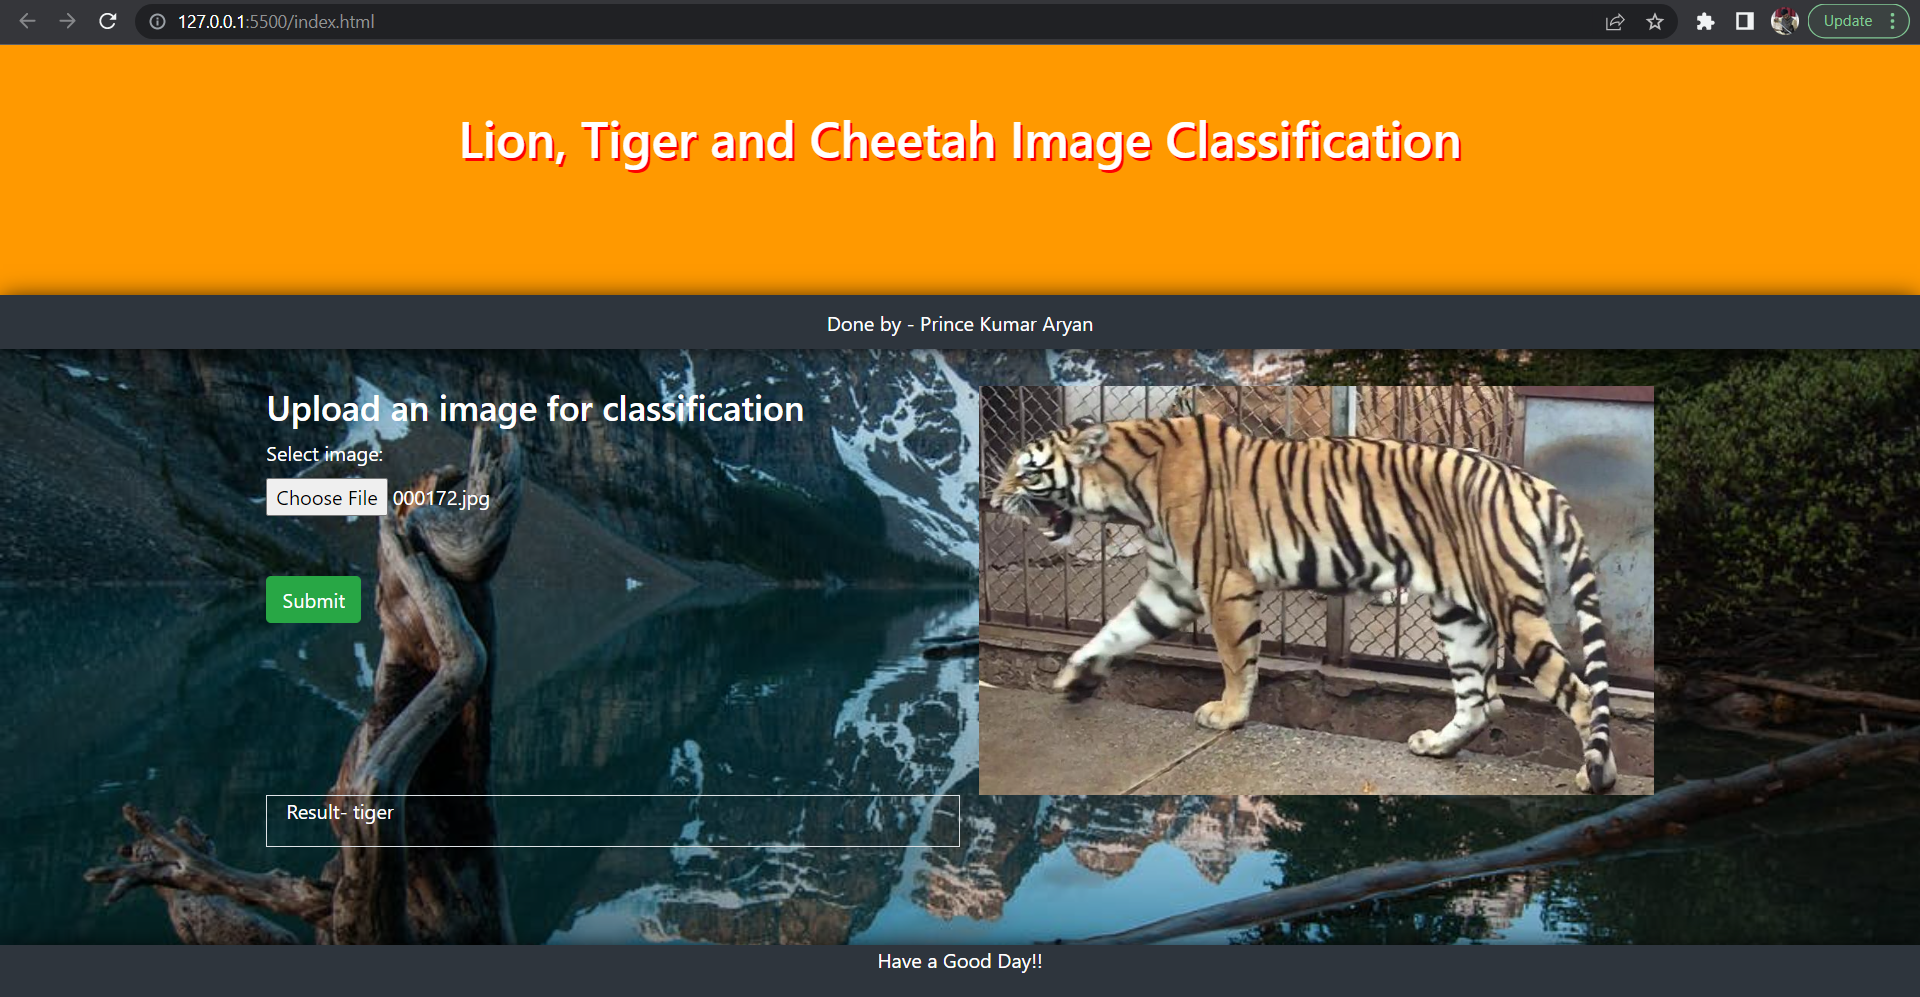 127.0.0.1:5500/index.html
Update
Lion, Tiger and Cheetah Image Classification
Done by - Prince Kumar Aryan
Upload an image for classification
Select image:
Choose File 000172.jpg
Submit
Result- tiger
Have a Good Day!!